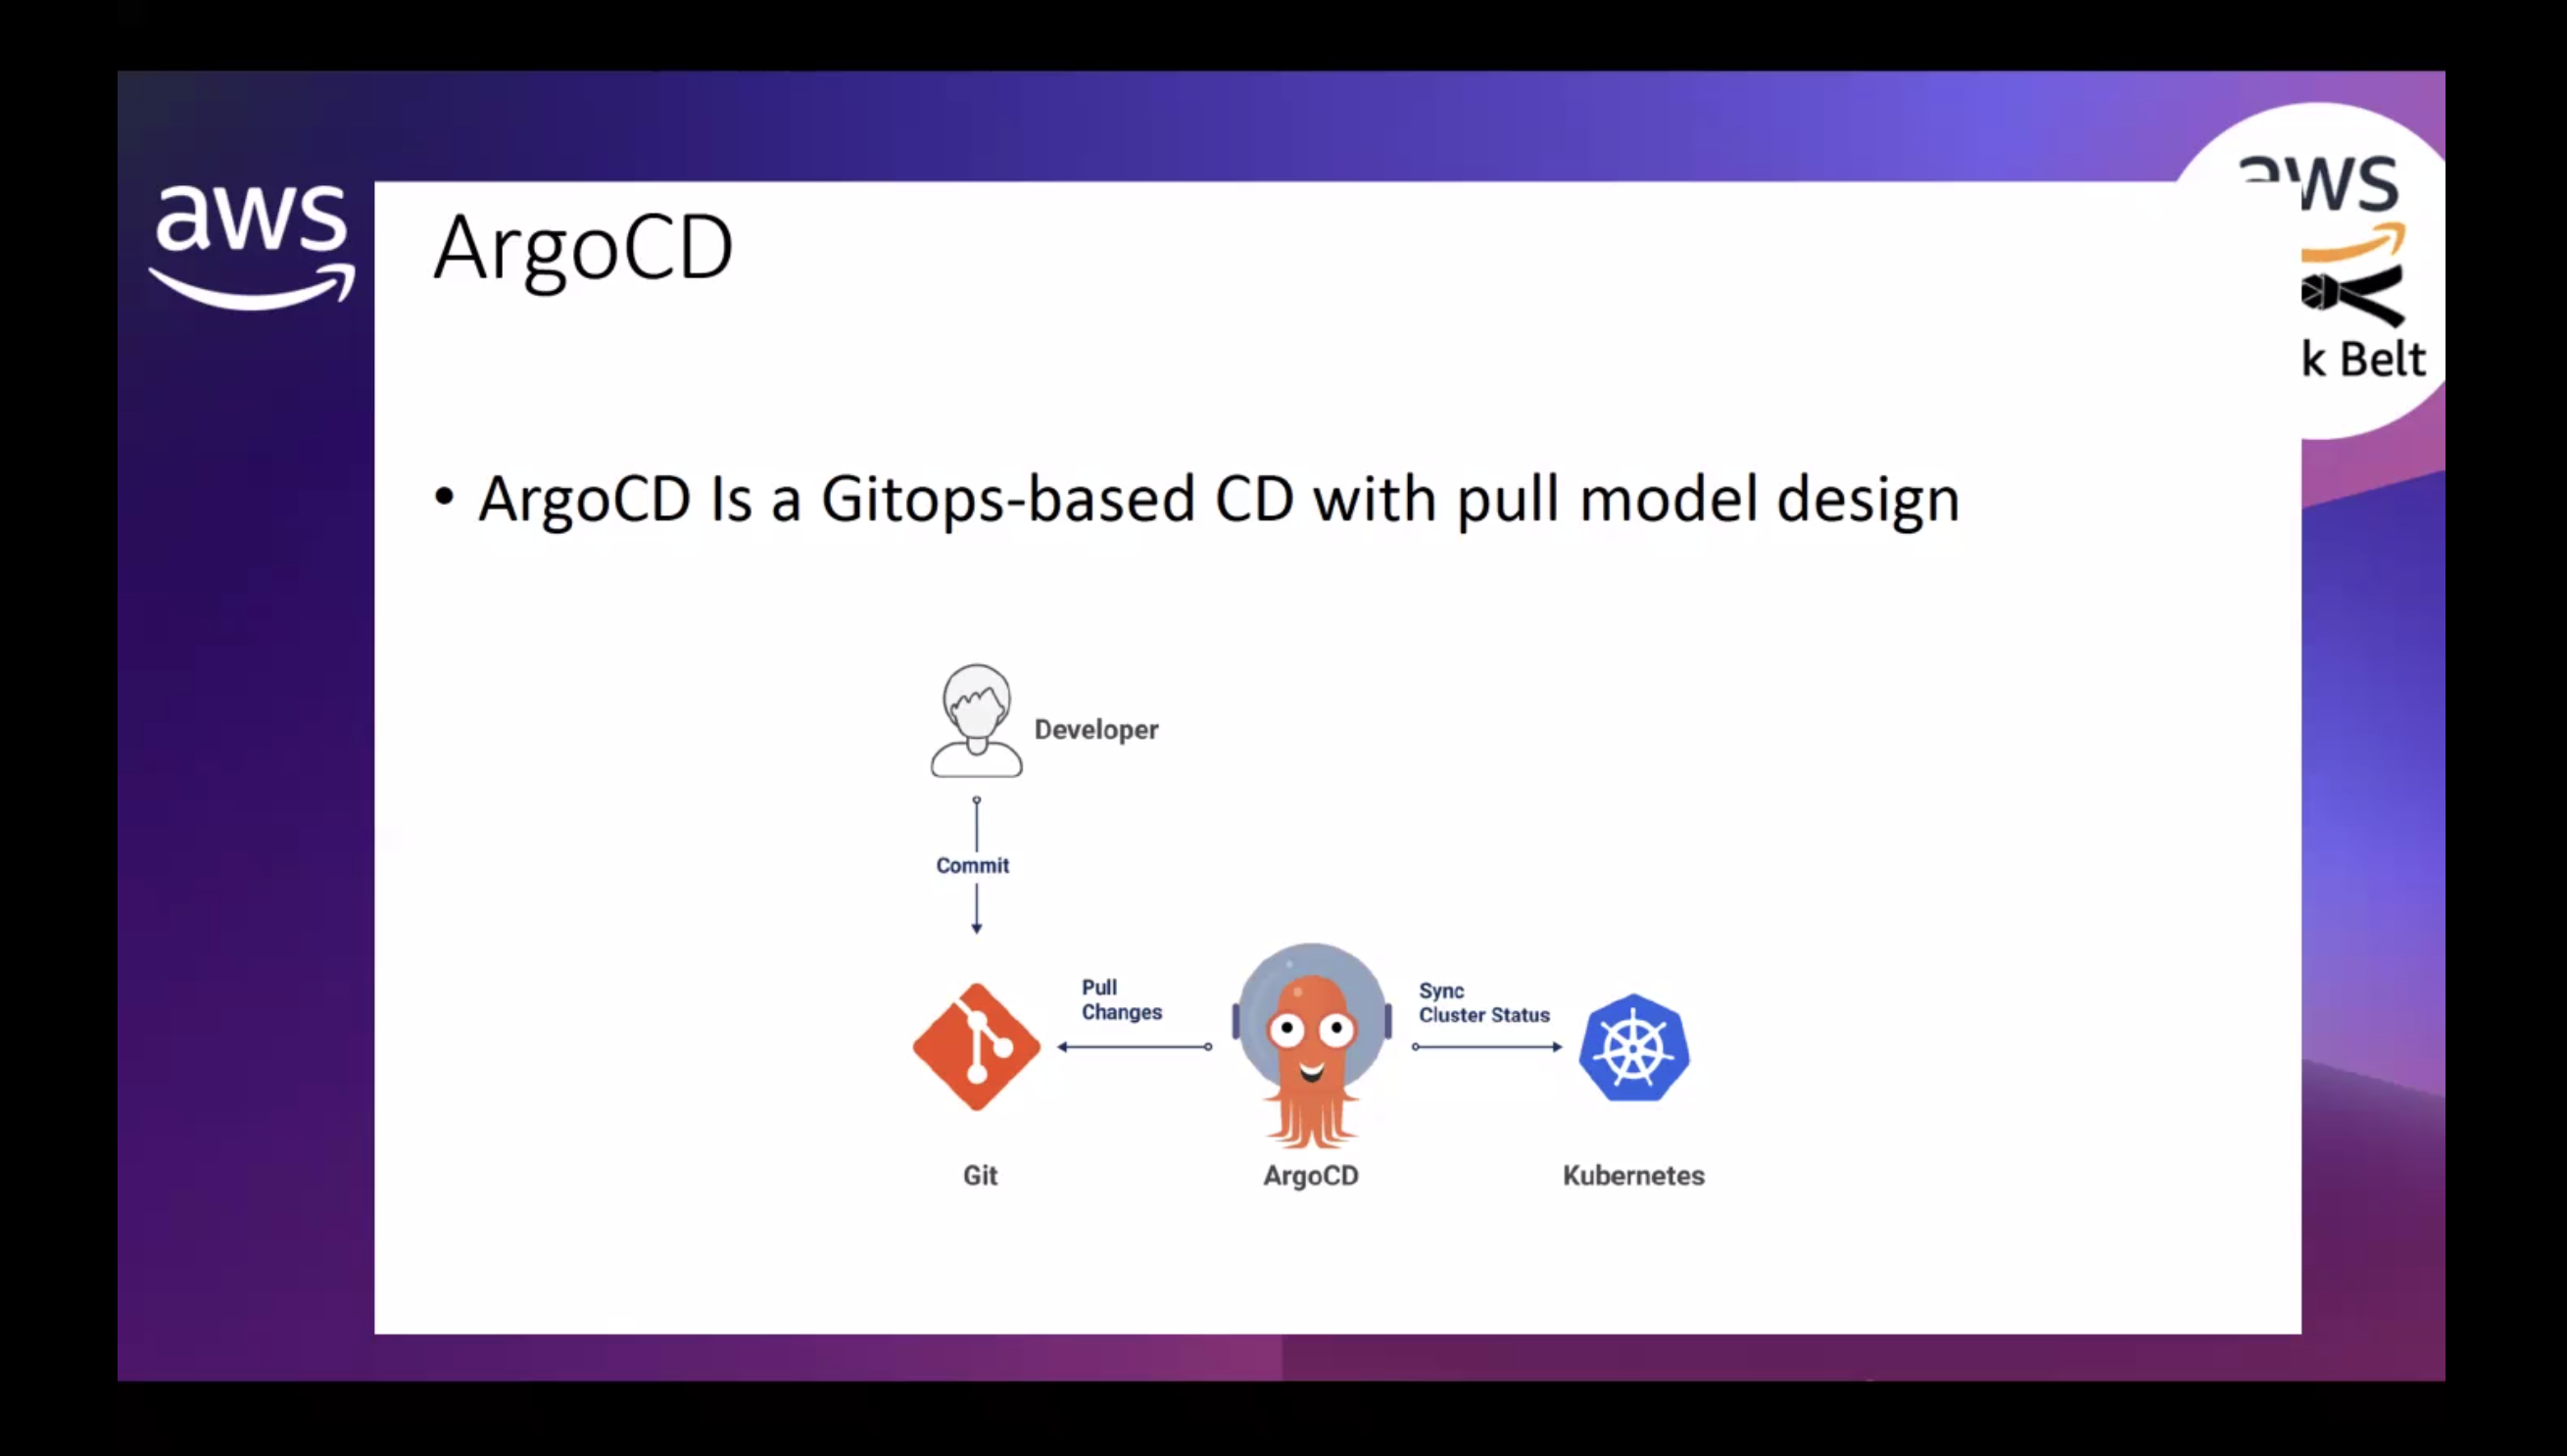 aws
aws
k Belt
ArgoCD
• ArgoCD Is a Gitops-based CD with pull model design
Developer
Commit
Pull
Changes
Sync
Cluster Status
Git
ArgoCD
Kubernetes